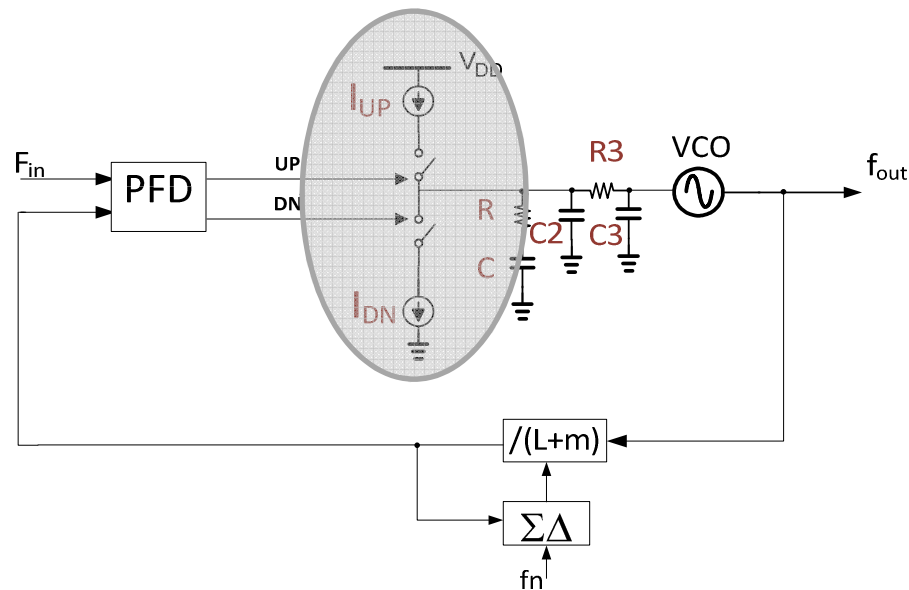 V_DD
I_UP
F_in
PFD
UP
DN
R
C
C2
R3
C3
VCO
f_out
I_DN
/(L+m)
ΣΔ
fn